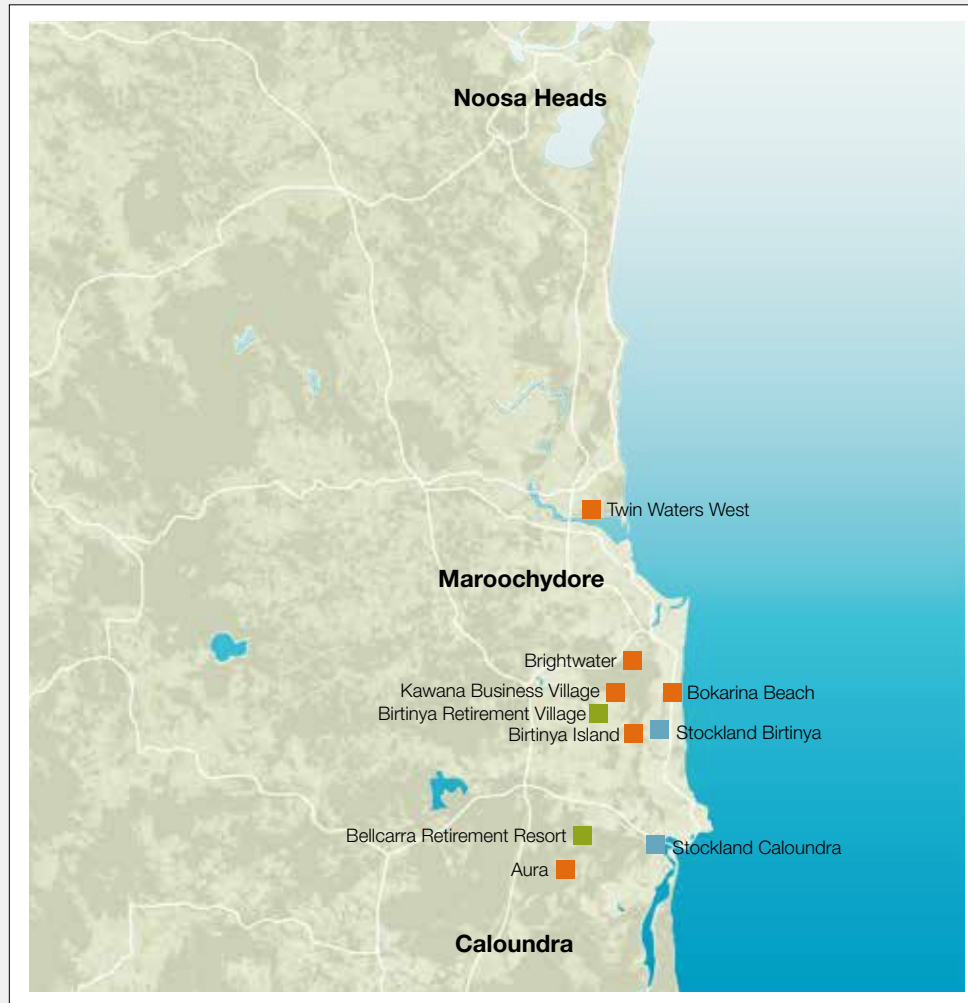 Noosa Heads
Twin Waters West
Maroochydore
Brightwater
Kawana Business Village
Bokarina Beach
Birtinya Retirement Village
Birtinya Island
Stockland Birtinya
Bellcarra Retirement Resort
Stockland Caloundra
Aura
Caloundra